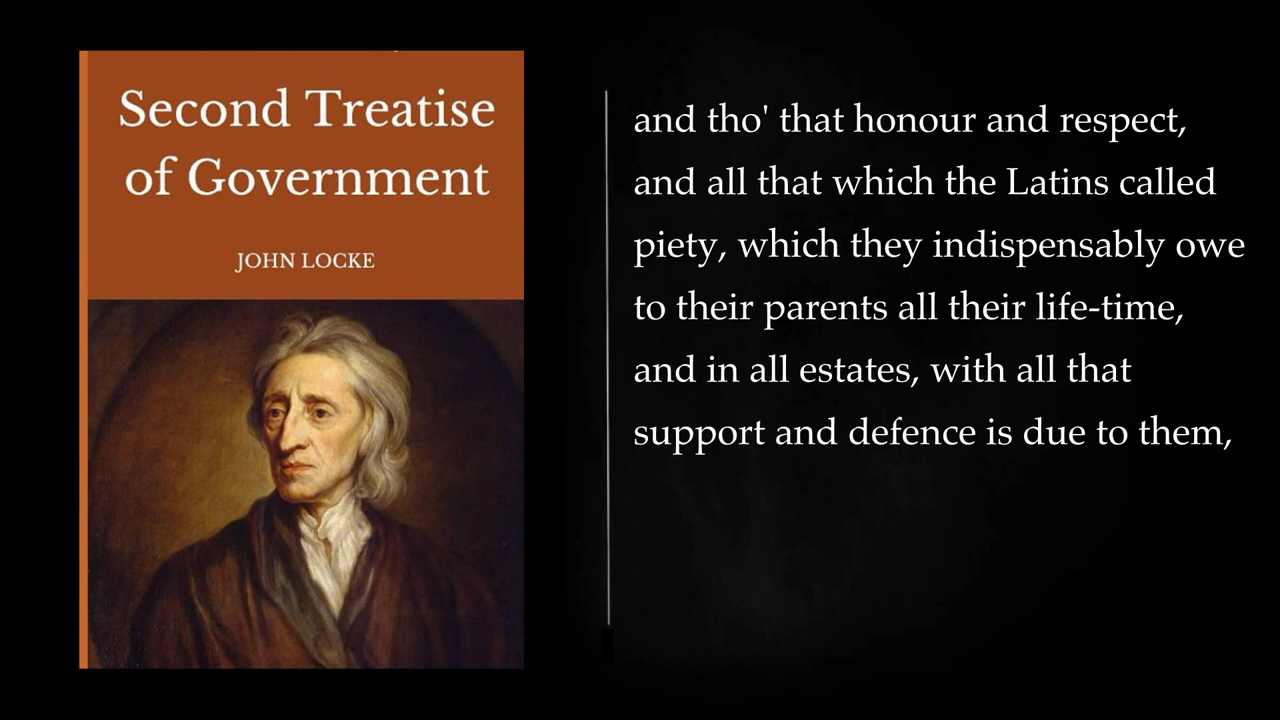 Second Treatise
of Government
JOHN LOCKE
and tho' that honour and respect,
and all that which the Latins called
piety, which they indispensably owe
to their parents all their life-time,
and in all estates, with all that
support and defence is due to them,